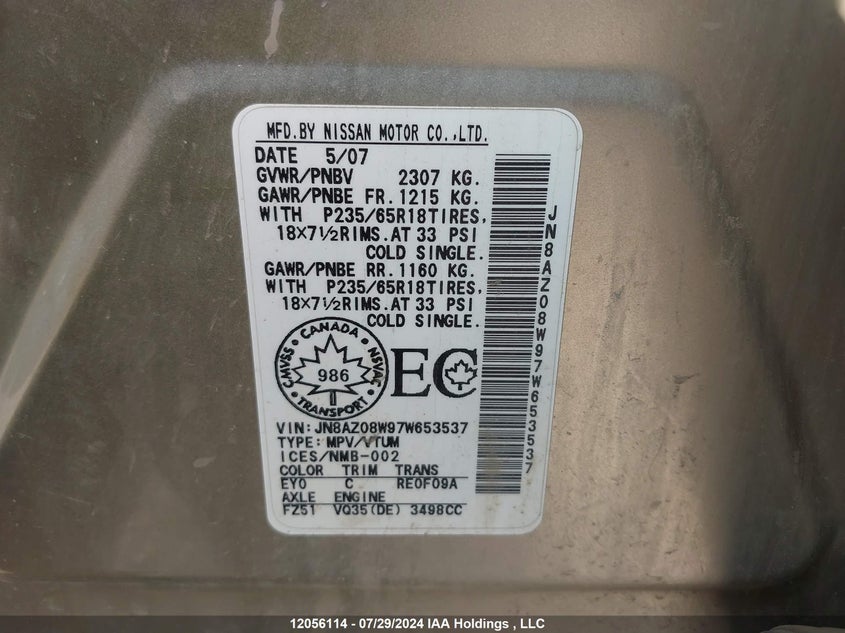 MFD.BY NISSAN MOTOR CO.,LTD.
DATE 5/07
GVWR/PNBV 2307 KG.
GAWR/PNBE FR. 1215 KG.
WITH P235/65R18TIRES,
18×7½RIMS.AT 33 PSI
COLD SINGLE.
GAWR/PNBE RR. 1160 KG.
WITH P235/65R18TIRES,
18×7½RIMS.AT 33 PSI
COLD SINGLE.
CANADA
CMVSS 986 NSVAC
TRANSPORT
EC
VIN:JN8AZ08W97W653537
TYPE:MPV/VTUM
ICES/NMB-002
COLOR TRIM TRANS
EY0 C RE0F09A
AXLE ENGINE
FZ51 VQ35(DE) 3498CC
JN8AZ08W97W653537
12056114 - 07/29/2024 IAA Holdings , LLC